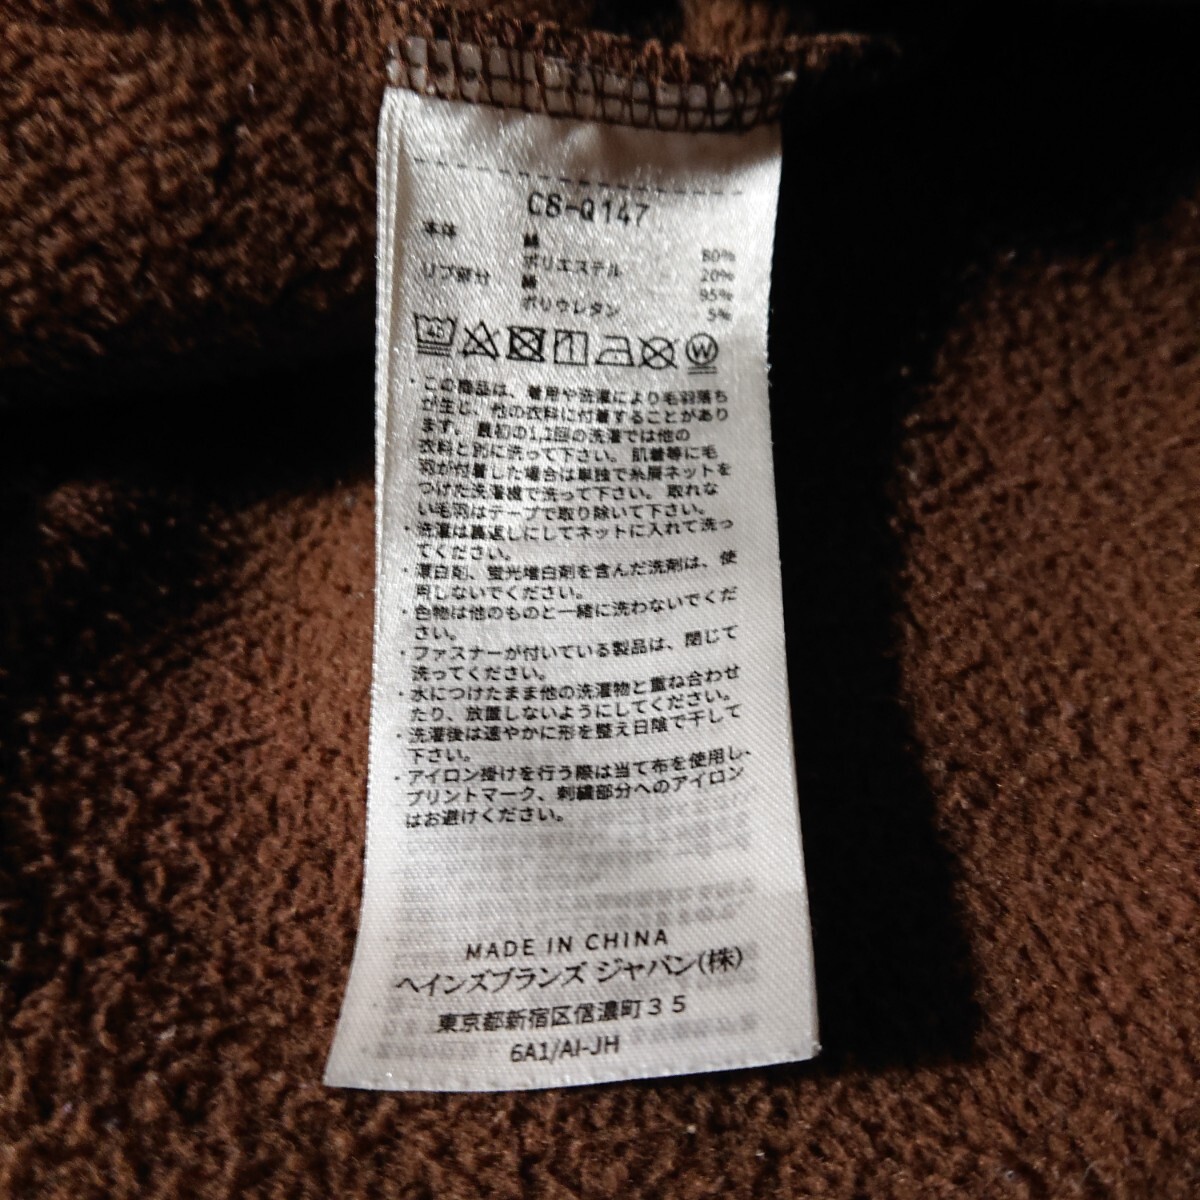 C8-Q147
本体 綿 80%
ポリエステル 20%
リブ部分 綿 95%
ポリウレタン 5%
40
W
・この商品は、着用や洗濯により毛羽落ち
が生じ、他の衣料に付着することがあり
ます。最初の1,2回の洗濯では他の
衣料と別に洗って下さい。肌着等に毛
羽が付着した場合は単独で糸屑ネットを
つけた洗濯機で洗って下さい。取れな
い毛羽はテープで取り除いて下さい。
・洗濯は裏返しにしてネットに入れて洗っ
てください。
・漂白剤、蛍光増白剤を含んだ洗剤は、使
用しないでください。
・色物は他のものと一緒に洗わないでくだ
さい。
・ファスナーが付いている製品は、閉じて
洗ってください。
・水につけたまま他の洗濯物と重ね合わせ
たり、放置しないようにしてください。
・洗濯後は速やかに形を整え日陰で干して
下さい。
・アイロン掛けを行う際は当て布を使用し、
プリントマーク、刺繍部分へのアイロン
はお避けください。
MADE IN CHINA
ヘインズブランズ ジャパン(株)
東京都新宿区信濃町35
6A1/AI-JH